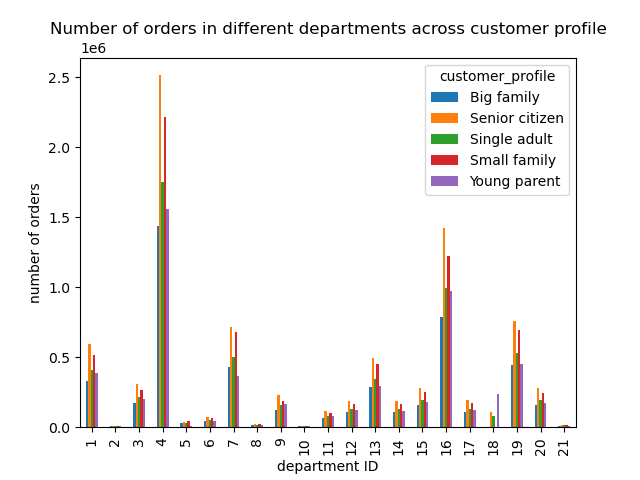 Number of orders in different departments across customer profile
1e6
customer_profile
Big family
Senior citizen
Single adult
Small family
Young parent
2.5
2.0
1.5
1.0
0.5
0.0
number of orders
1 2 3 4 5 6 7 8 9 10 11 12 13 14 15 16 17 18 19 20 21
department ID